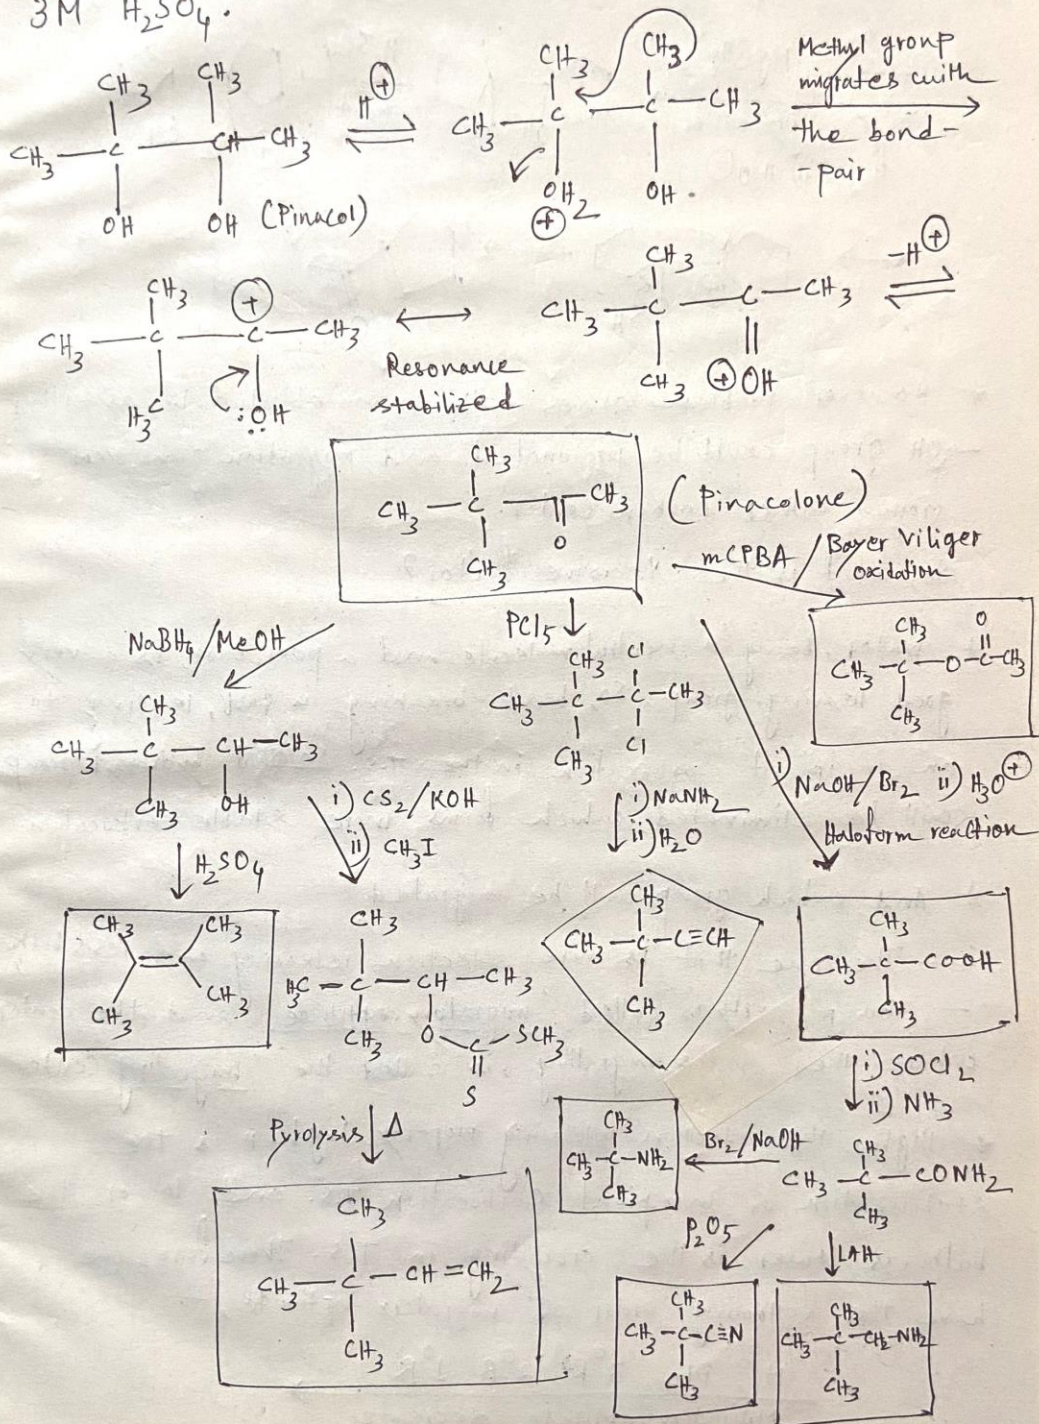 3M H2SO4.
CH3 CH3 H⊕ CH3 CH3 Methyl group
CH3 — C — CH — CH3 ⇌ CH3 — C — C — CH3 migrates with
OH OH (Pinacol) OH2 OH. the bond-
⊕ - pair
CH3 ⊕ CH3 -H⊕
CH3 — C — C — CH3 ↔ CH3 — C — C — CH3 ⇌
H3C :OH Resonance CH3 ⊕OH
stabilized
CH3
CH3 — C — CH3 (Pinacolone)
CH3 O mCPBA / Bayer Viliger
oxidation
NaBH4/MeOH PCl5 ↓ CH3 O
CH3 Cl CH3 — C — O — C — CH3
CH3 — C — C — CH3 CH3
CH3 Cl
CH3
CH3 — C — CH — CH3
CH3 OH
i) CS2/KOH i) NaNH2 i) NaOH/Br2 ii) H3O⊕
ii) CH3I ii) H2O Haloform reaction
↓ H2SO4
CH3 CH3
CH3 CH3
CH3
H3C — C — CH — CH3
CH3 O — C — SCH3
S
CH3
CH3 — C — C≡CH
CH3
CH3
CH3 — C — COOH
CH3
i) SOCl2
ii) NH3
Pyrolysis ↓ Δ
CH3
CH3 — C — NH2
CH3
Br2/NaOH
CH3
CH3 — C — CONH2
CH3
P2O5 ↓ LAH
CH3
CH3 — C — CH = CH2
CH3
CH3
CH3 — C — C≡N
CH3
CH3
CH3 — C — CH2 — NH2
CH3